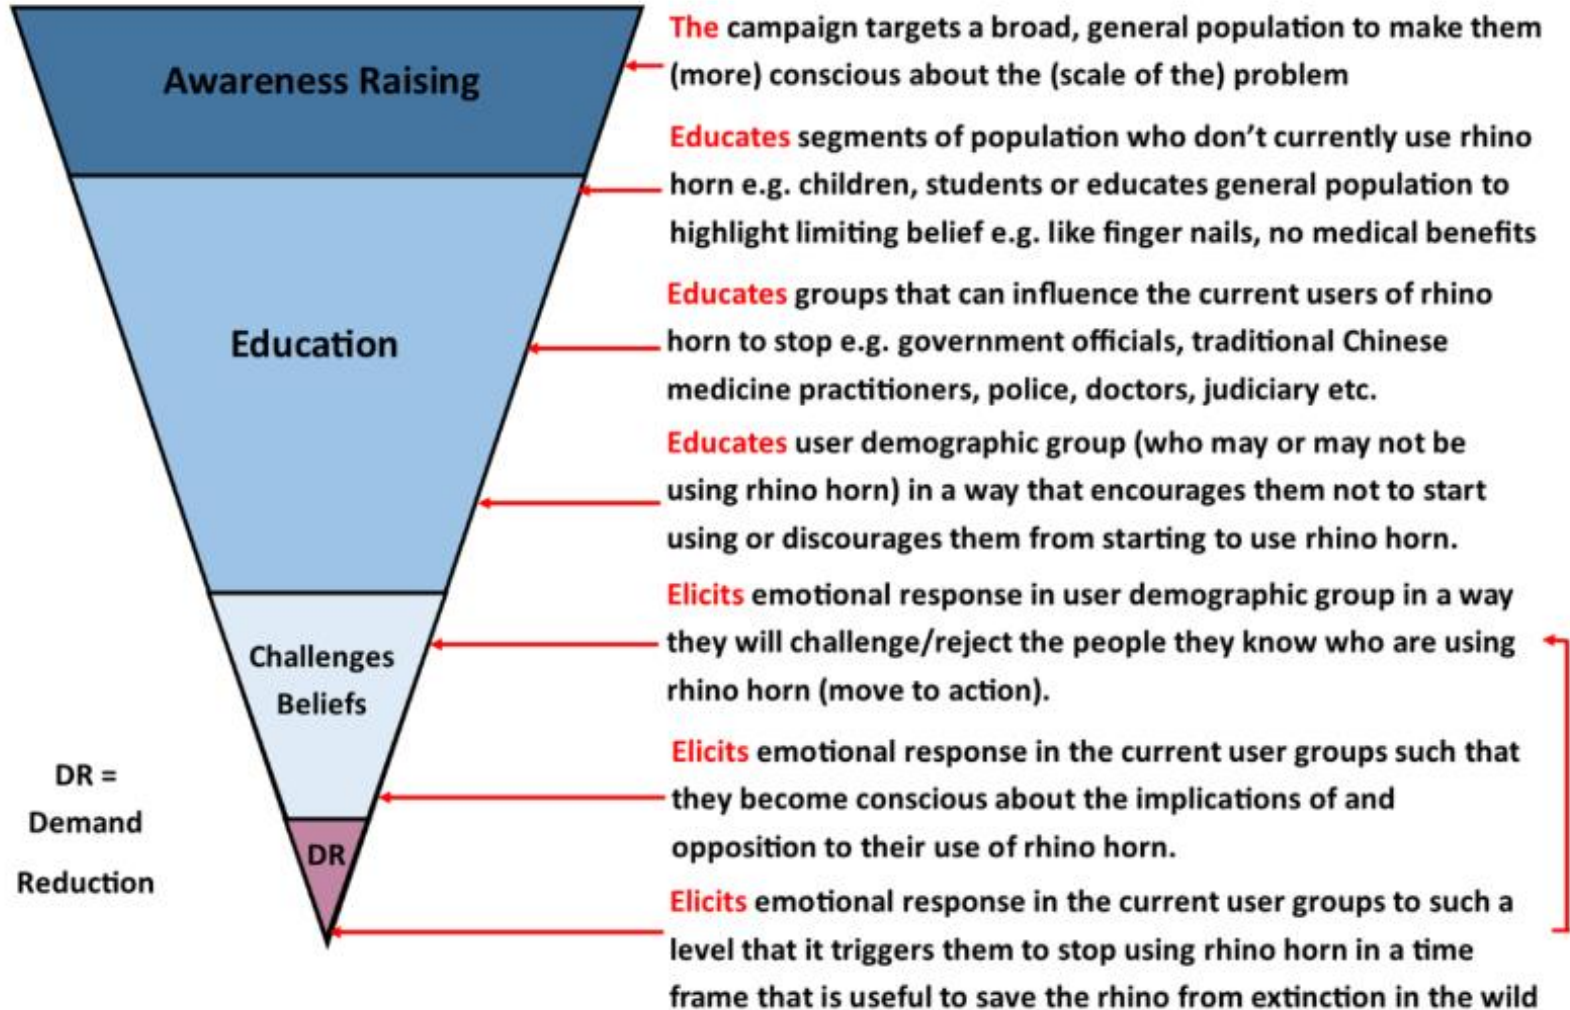 Awareness Raising
The campaign targets a broad, general population to make them
(more) conscious about the (scale of the) problem
Educates segments of population who don't currently use rhino
horn e.g. children, students or educates general population to
highlight limiting belief e.g. like finger nails, no medical benefits
Education
Educates groups that can influence the current users of rhino
horn to stop e.g. government officials, traditional Chinese
medicine practitioners, police, doctors, judiciary etc.
Educates user demographic group (who may or may not be
using rhino horn) in a way that encourages them not to start
using or discourages them from starting to use rhino horn.
Challenges
Beliefs
Elicits emotional response in user demographic group in a way
they will challenge/reject the people they know who are using
rhino horn (move to action).
Elicits emotional response in the current user groups such that
they become conscious about the implications of and
opposition to their use of rhino horn.
DR
Elicits emotional response in the current user groups to such a
level that it triggers them to stop using rhino horn in a time
frame that is useful to save the rhino from extinction in the wild
DR =
Demand
Reduction